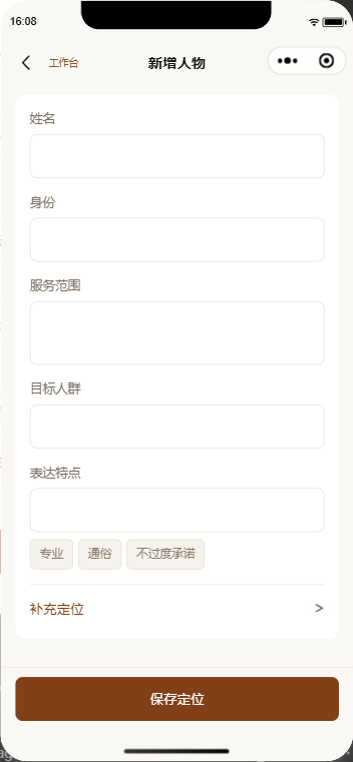 16:08
工作台
新增人物
姓名
身份
服务范围
目标人群
表达特点
专业 通俗 不过度承诺
补充定位 >
保存定位